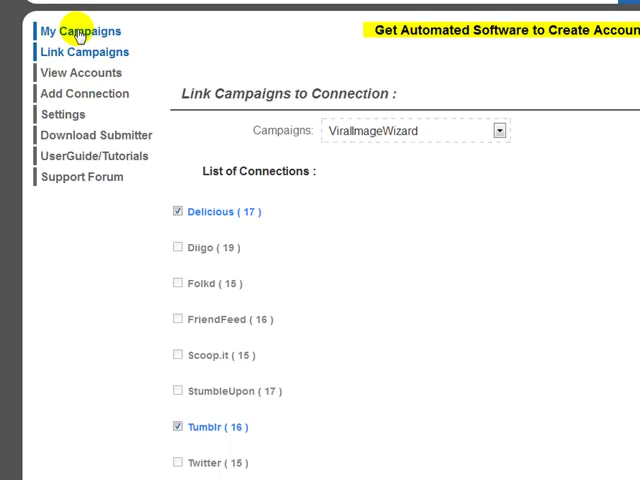 My Campaigns
Get Automated Software to Create Accoun
Link Campaigns
View Accounts
Add Connection
Link Campaigns to Connection :
Settings
Campaigns: ViralImageWizard
Download Submitter
UserGuide/Tutorials
List of Connections :
Support Forum
Delicious ( 17 )
Diigo ( 19 )
Folkd ( 15 )
FriendFeed ( 16 )
Scoop.it ( 15 )
StumbleUpon ( 17 )
Tumblr ( 16 )
Twitter ( 15 )